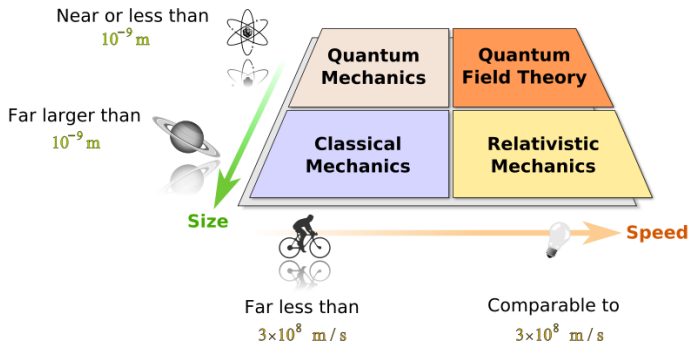 Near or less than
10⁻⁹ m
Quantum
Mechanics
Quantum
Field Theory
Far larger than
10⁻⁹ m
Classical
Mechanics
Relativistic
Mechanics
Size
Speed
Far less than
3×10⁸ m/s
Comparable to
3×10⁸ m/s